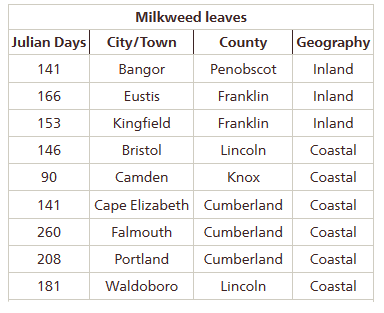 Milkweed leaves
Julian Days City/Town County Geography
141 Bangor Penobscot Inland
166 Eustis Franklin Inland
153 Kingfield Franklin Inland
146 Bristol Lincoln Coastal
90 Camden Knox Coastal
141 Cape Elizabeth Cumberland Coastal
260 Falmouth Cumberland Coastal
208 Portland Cumberland Coastal
181 Waldoboro Lincoln Coastal